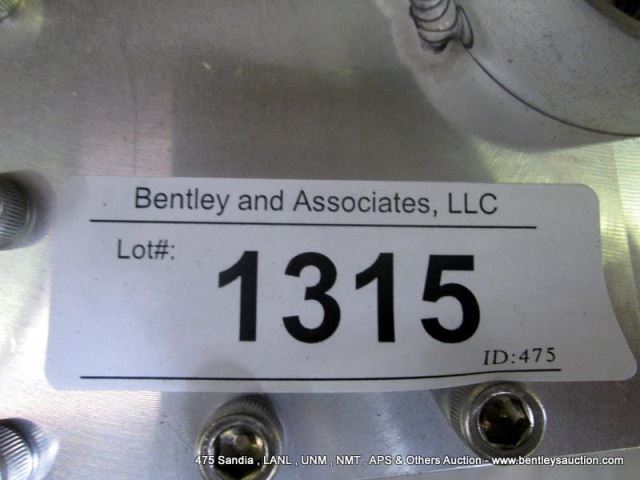 Bentley and Associates, LLC
Lot#:
1315
ID:475
475 Sandia , LANL , UNM , NMT , APS & Others Auction - www.bentleysauction.com